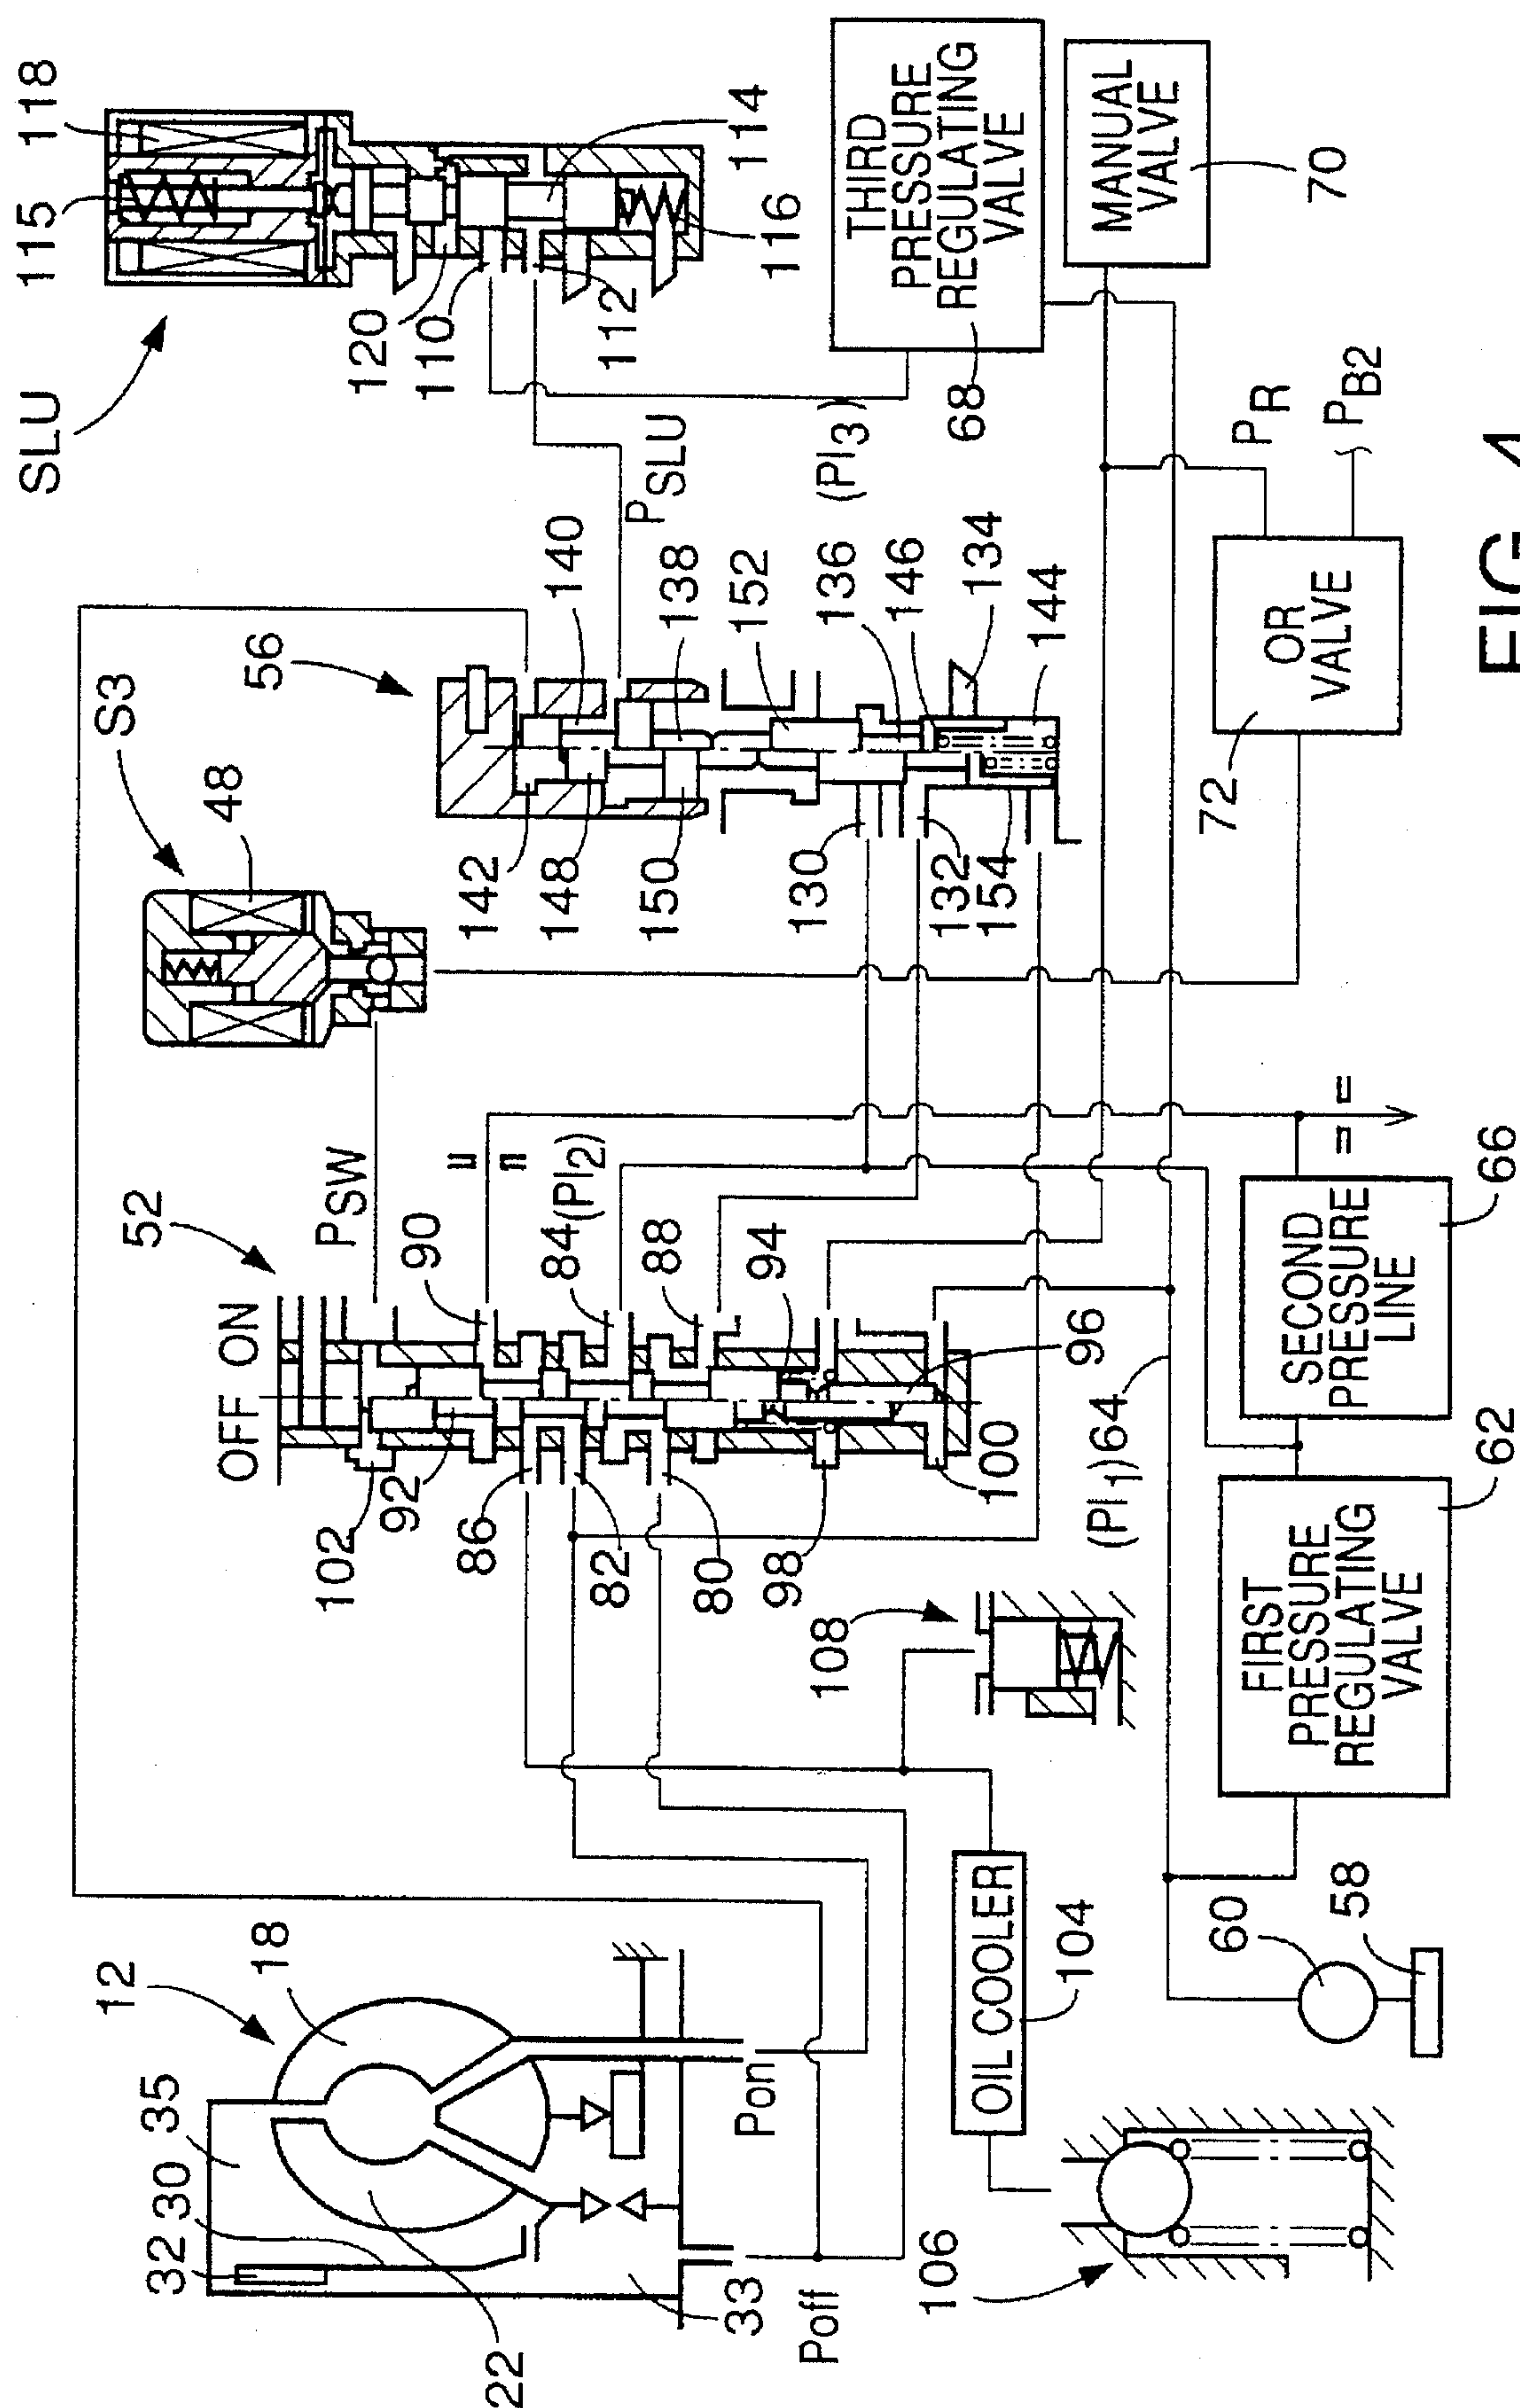 SLU
115
118
120
110
112
114
116
THIRD
PRESSURE
REGULATING
VALVE
68
MANUAL
VALVE
70
S3
48
56
142
148
150
140
138
PSLU
(Pl3)
152
136
146
134
144
130
132
154
PR
PB2
OR
VALVE
72
52
PSW
OFF ON
90
84(Pl2)
88
94
96
102
92
86
82
80
98
100
(Pl1)64
SECOND
PRESSURE
LINE
66
FIRST
PRESSURE
REGULATING
VALVE
62
108
12
18
35
30
32
22
33
Pon
Poff
OIL COOLER
104
106
60
58
FIG. 4